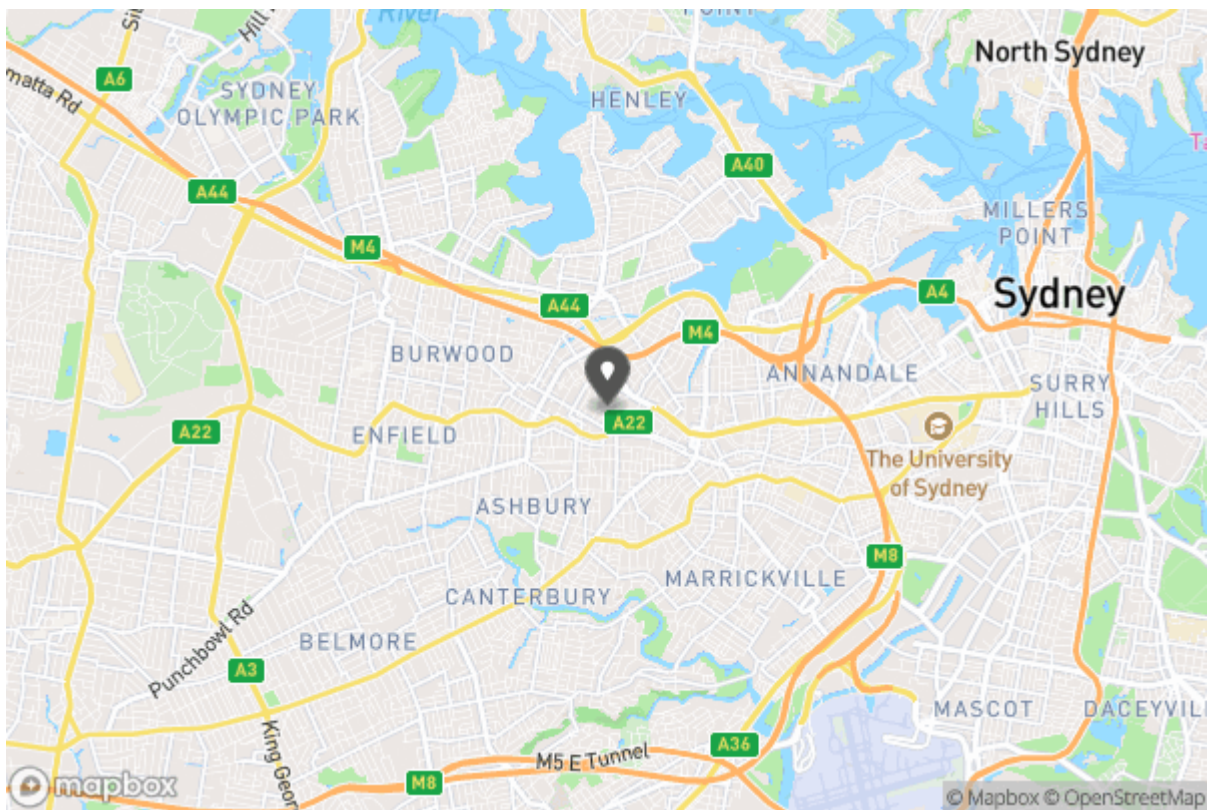 River
POINT
North Sydney
A6
Hill
matta Rd
SYDNEY
OLYMPIC PARK
HENLEY
A44
A40
MILLERS
POINT
M4
A44
A4
Sydney
M4
BURWOOD
ANNANDALE
SURRY
HILLS
A22
ENFIELD
A22
The University
of Sydney
ASHBURY
M8
MARRICKVILLE
CANTERBURY
Punchbowl Rd
BELMORE
A3
MASCOT
DACEYVIL
King Geor
A36
M5 E Tunnel
M8
mapbox
© Mapbox © OpenStreetMap